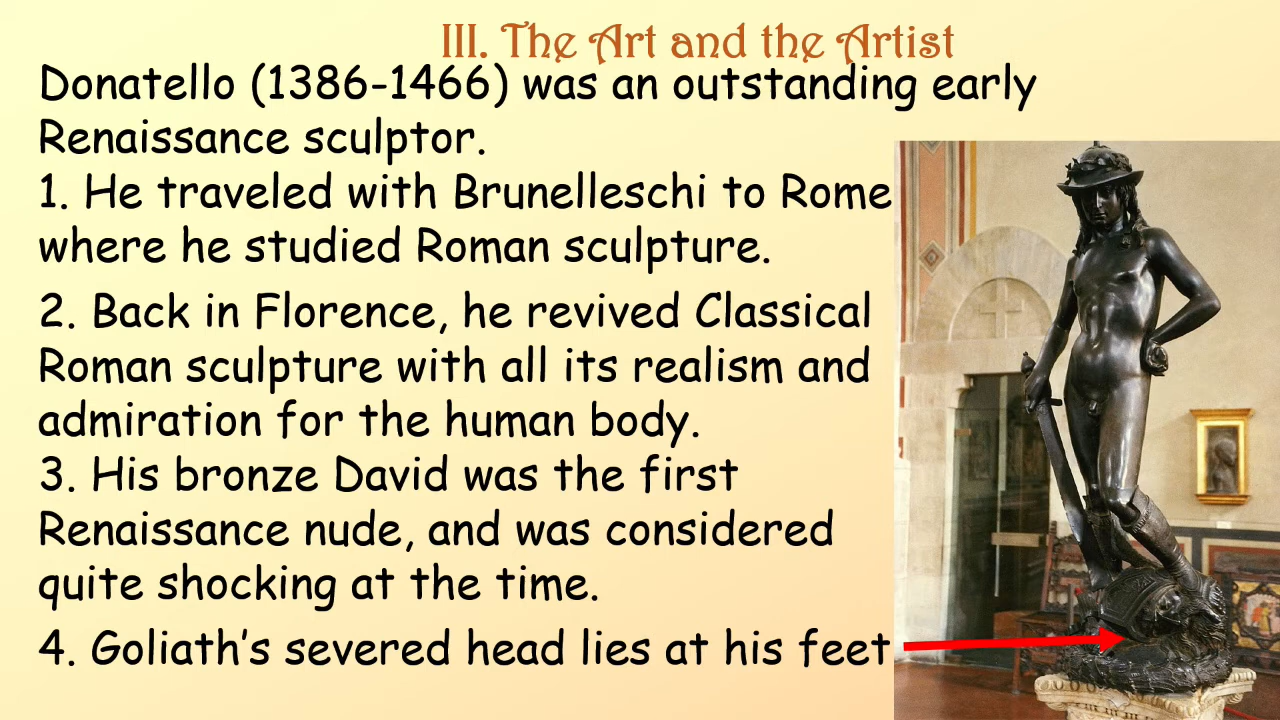 III. The Art and the Artist
Donatello (1386-1466) was an outstanding early
Renaissance sculptor.
1. He traveled with Brunelleschi to Rome
where he studied Roman sculpture.
2. Back in Florence, he revived Classical
Roman sculpture with all its realism and
admiration for the human body.
3. His bronze David was the first
Renaissance nude, and was considered
quite shocking at the time.
4. Goliath’s severed head lies at his feet